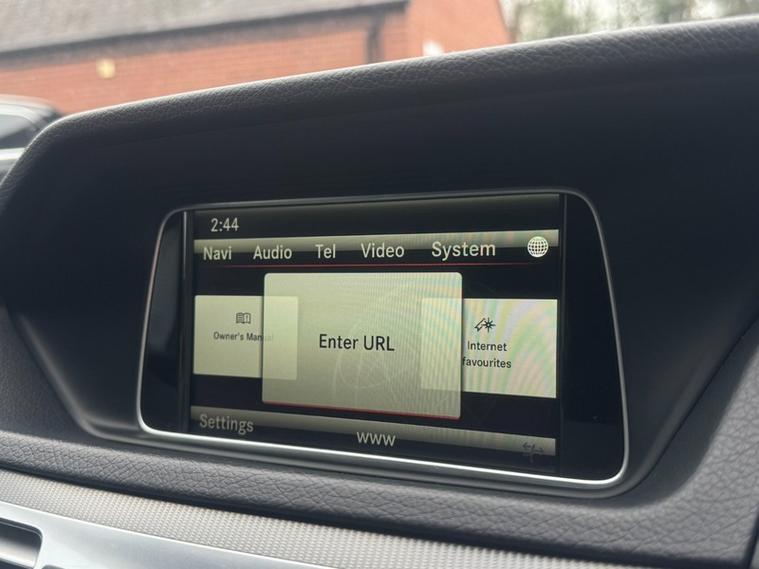 2:44
Navi Audio Tel Video System
Owner's Manual
Enter URL
Internet
favourites
Settings
www